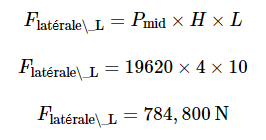 F_latérale\_L = P_mid × H × L
F_latérale\_L = 19620 × 4 × 10
F_latérale\_L = 784,800 N